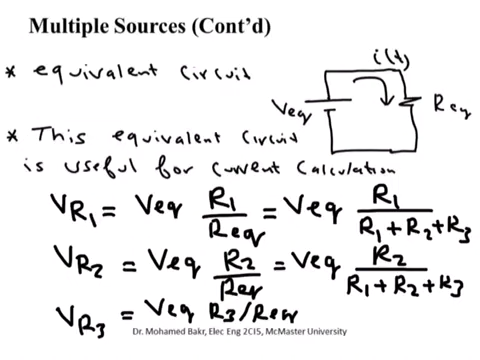 Multiple Sources (Cont'd)
i(t)
* equivalent circuit
Veq
Req
* This equivalent circuit
is useful for current calculation
VR1 = Veq R1/Req = Veq R1/(R1+R2+R3)
VR2 = Veq R2/Req = Veq R2/(R1+R2+R3)
VR3 = Veq R3/Req
Dr. Mohamed Bakr, Elec Eng 2CI5, McMaster University